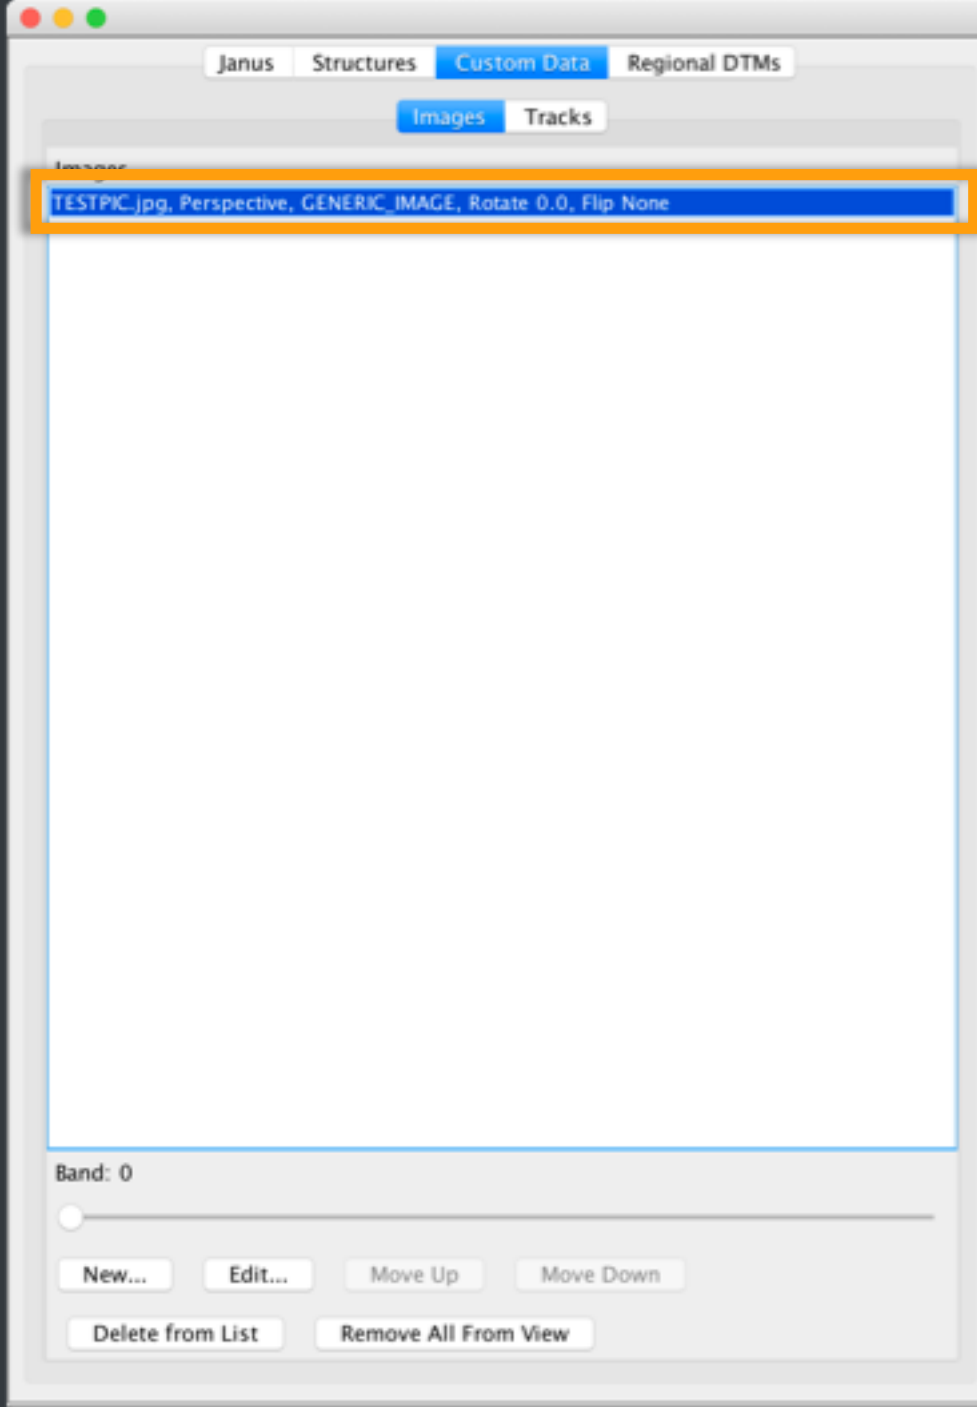 Janus Structures Custom Data Regional DTMs
Images Tracks
Images
TESTPIC.jpg, Perspective, GENERIC_IMAGE, Rotate 0.0, Flip None
Band: 0
New... Edit... Move Up Move Down
Delete from List Remove All From View